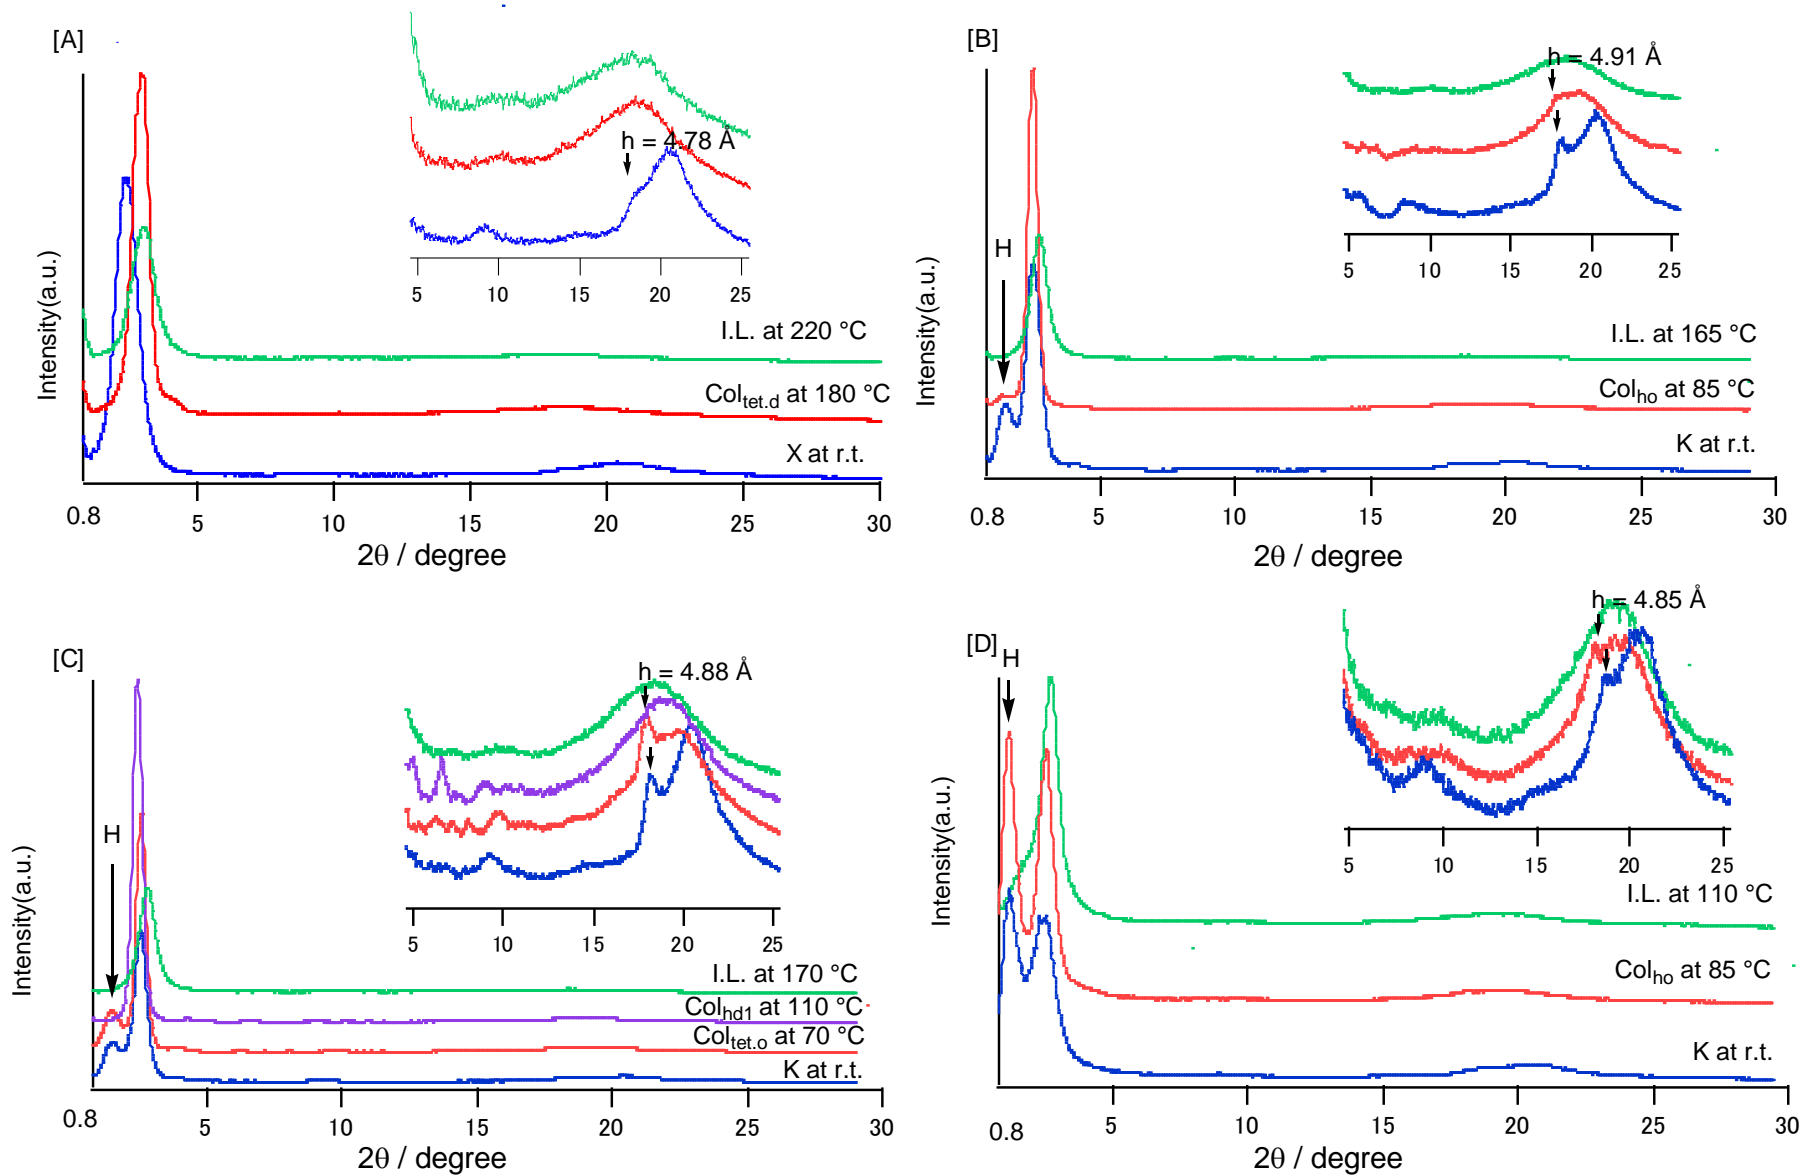 [A]
Intensity(a.u.)
h = 4.78 Å
5 10 15 20 25
I.L. at 220 °C
Coltet.d at 180 °C
X at r.t.
0.8 5 10 15 20 25 30
2θ / degree
[B]
Intensity(a.u.)
h = 4.91 Å
5 10 15 20 25
H
I.L. at 165 °C
Colho at 85 °C
K at r.t.
0.8 5 10 15 20 25 30
2θ / degree
[C]
Intensity(a.u.)
h = 4.88 Å
5 10 15 20 25
H
I.L. at 170 °C
Colhd1 at 110 °C
Coltet.o at 70 °C
K at r.t.
0.8 5 10 15 20 25 30
2θ / degree
[D]
Intensity(a.u.)
H
h = 4.85 Å
5 10 15 20 25
I.L. at 110 °C
Colho at 85 °C
K at r.t.
0.8 5 10 15 20 25 30
2θ / degree